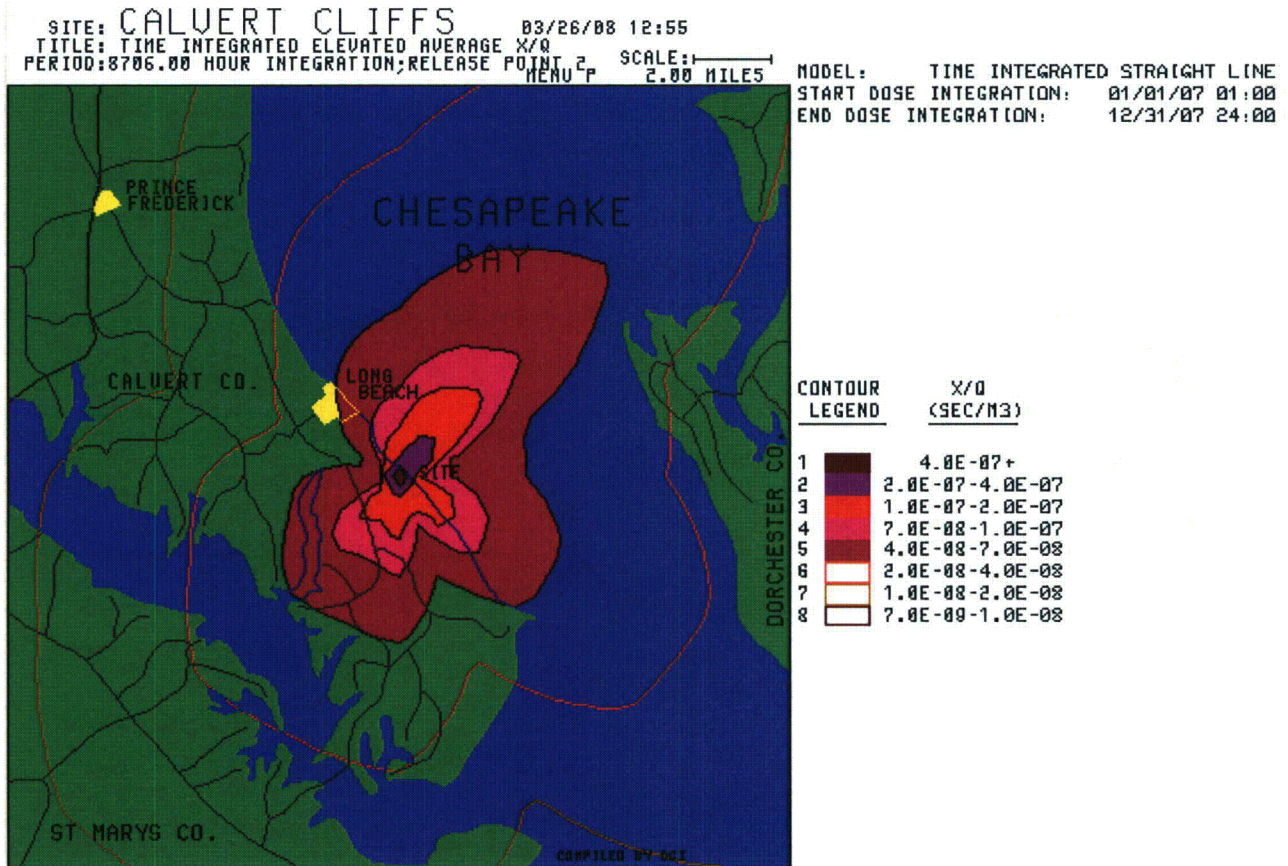 SITE: CALVERT CLIFFS 03/26/08 12:55
TITLE: TIME INTEGRATED ELEVATED AVERAGE X/Q
PERIOD:8706.00 HOUR INTEGRATION;RELEASE POINT 2
MENU P
SCALE:
2.00 MILES
MODEL: TIME INTEGRATED STRAIGHT LINE
START DOSE INTEGRATION: 01/01/07 01:00
END DOSE INTEGRATION: 12/31/07 24:00
PRINCE
FREDERICK
CHESAPEAKE
BAY
CALVERT CO.
LONG
BEACH
SITE
DORCHESTER CO.
ST MARYS CO.
COMPILED BY DGI
CONTOUR X/Q
LEGEND (SEC/M3)
1 4.0E-07+
2 2.0E-07-4.0E-07
3 1.0E-07-2.0E-07
4 7.0E-08-1.0E-07
5 4.0E-08-7.0E-08
6 2.0E-08-4.0E-08
7 1.0E-08-2.0E-08
8 7.0E-09-1.0E-08